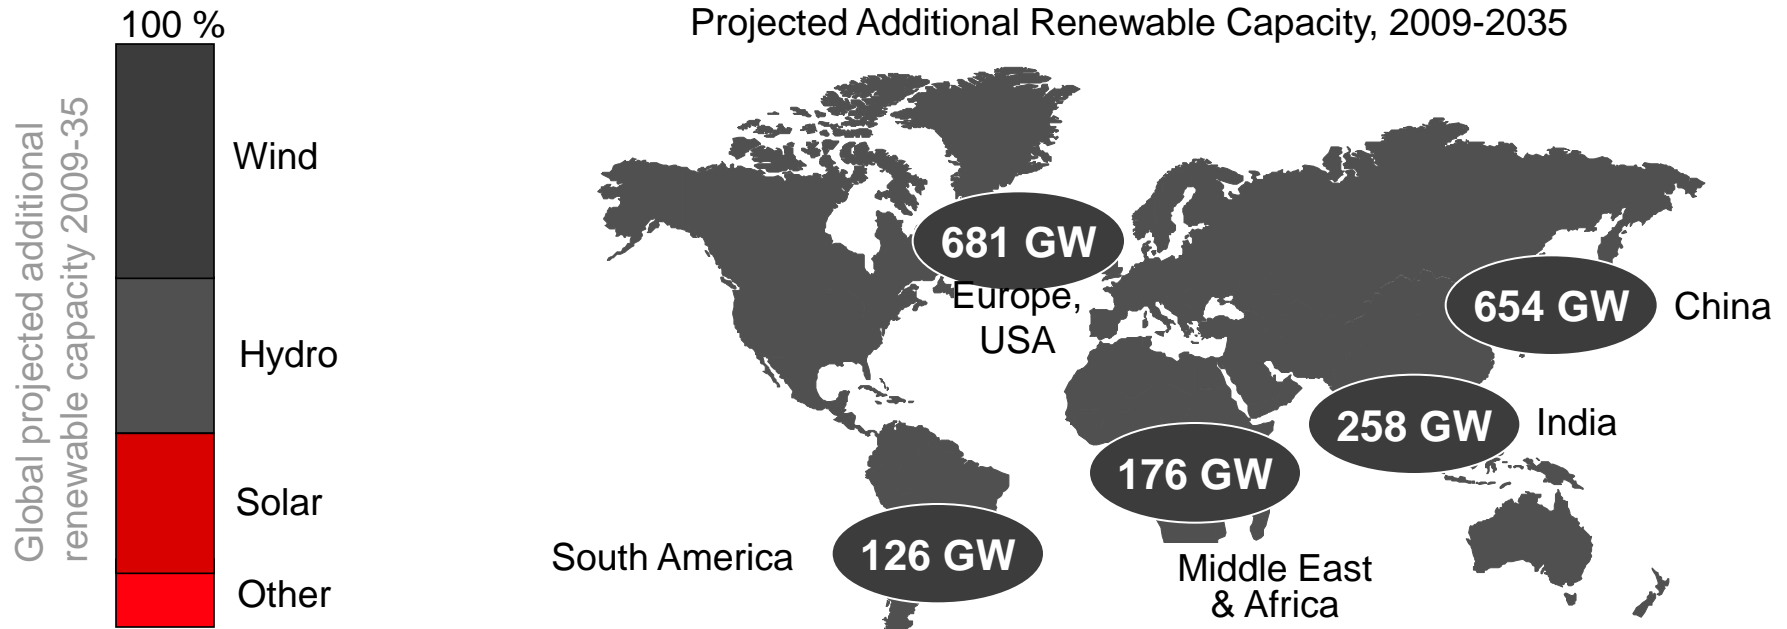 100 %
Global projected additional
renewable capacity 2009-35
Wind
Hydro
Solar
Other
Projected Additional Renewable Capacity, 2009-2035
681 GW
Europe,
USA
654 GW
China
258 GW
India
176 GW
Middle East
& Africa
South America
126 GW